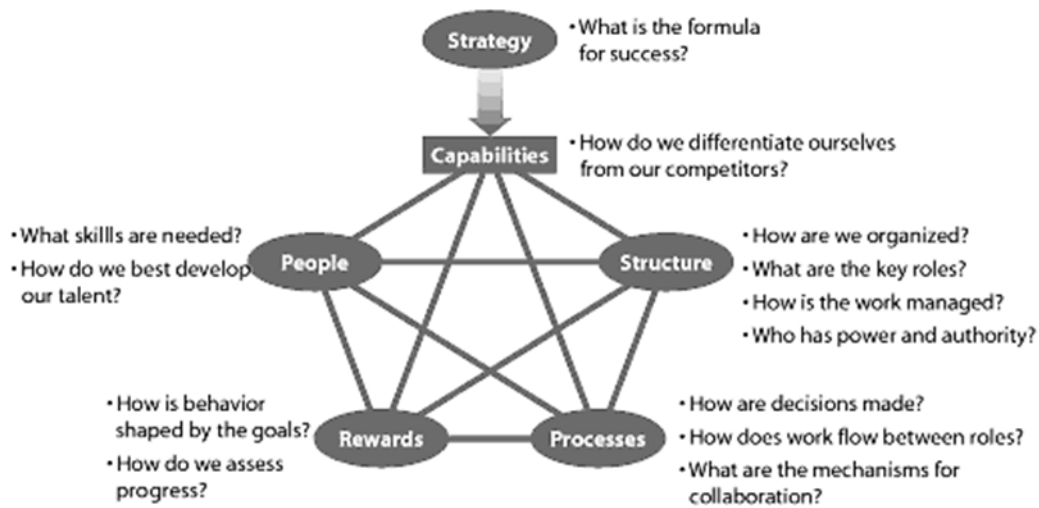 Strategy
• What is the formula
for success?
Capabilities
• How do we differentiate ourselves
from our competitors?
• What skillls are needed?
• How do we best develop
our talent?
People
Structure
• How are we organized?
• What are the key roles?
• How is the work managed?
• Who has power and authority?
• How is behavior
shaped by the goals?
• How do we assess
progress?
Rewards
Processes
• How are decisions made?
• How does work flow between roles?
• What are the mechanisms for
collaboration?